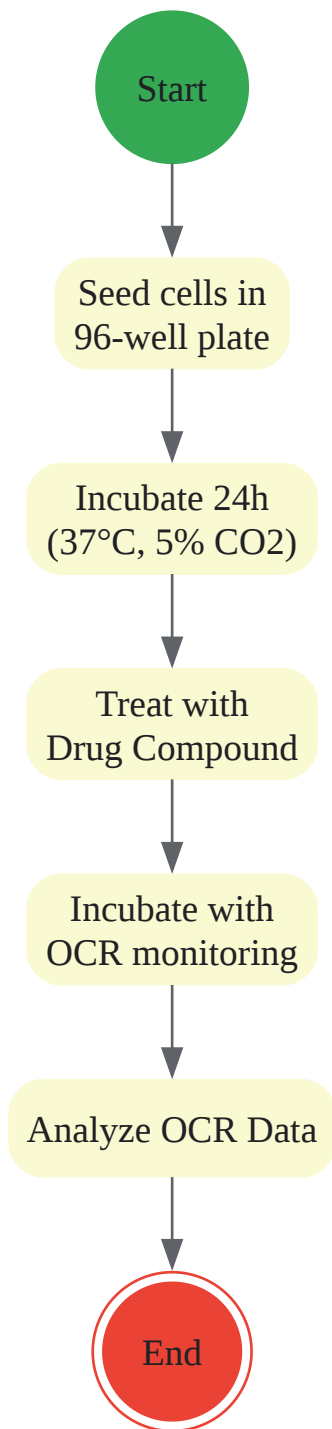 Start
Seed cells in
96-well plate
Incubate 24h
(37°C, 5% CO2)
Treat with
Drug Compound
Incubate with
OCR monitoring
Analyze OCR Data
End